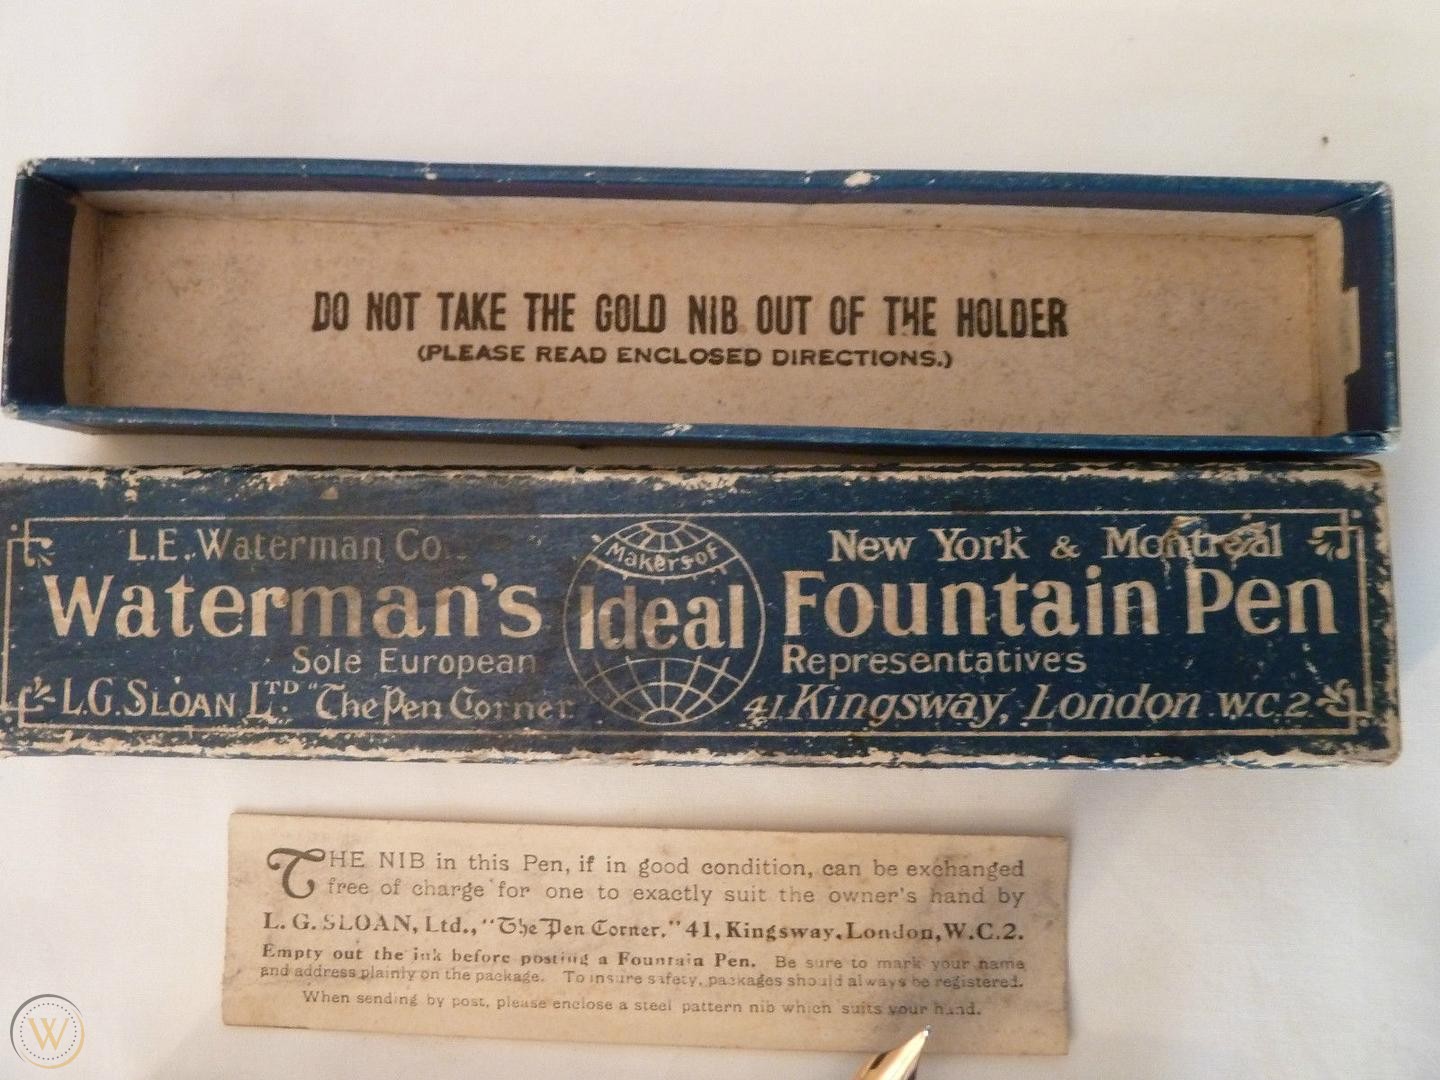 DO NOT TAKE THE GOLD NIB OUT OF THE HOLDER
(PLEASE READ ENCLOSED DIRECTIONS.)
L.E. Waterman Co. Makers of New York & Montreal
Waterman's Ideal Fountain Pen
Sole European Representatives
L.G. SLOAN LTD "The Pen Corner 41 Kingsway, London W.C.2
THE NIB in this Pen, if in good condition, can be exchanged
free of charge for one to exactly suit the owner's hand by
L. G. SLOAN, Ltd., "The Pen Corner," 41, Kingsway, London, W.C.2.
Empty out the ink before posting a Fountain Pen. Be sure to mark your name
and address plainly on the package. To insure safety, packages should always be registered.
When sending by post, please enclose a steel pattern nib which suits your hand.
W